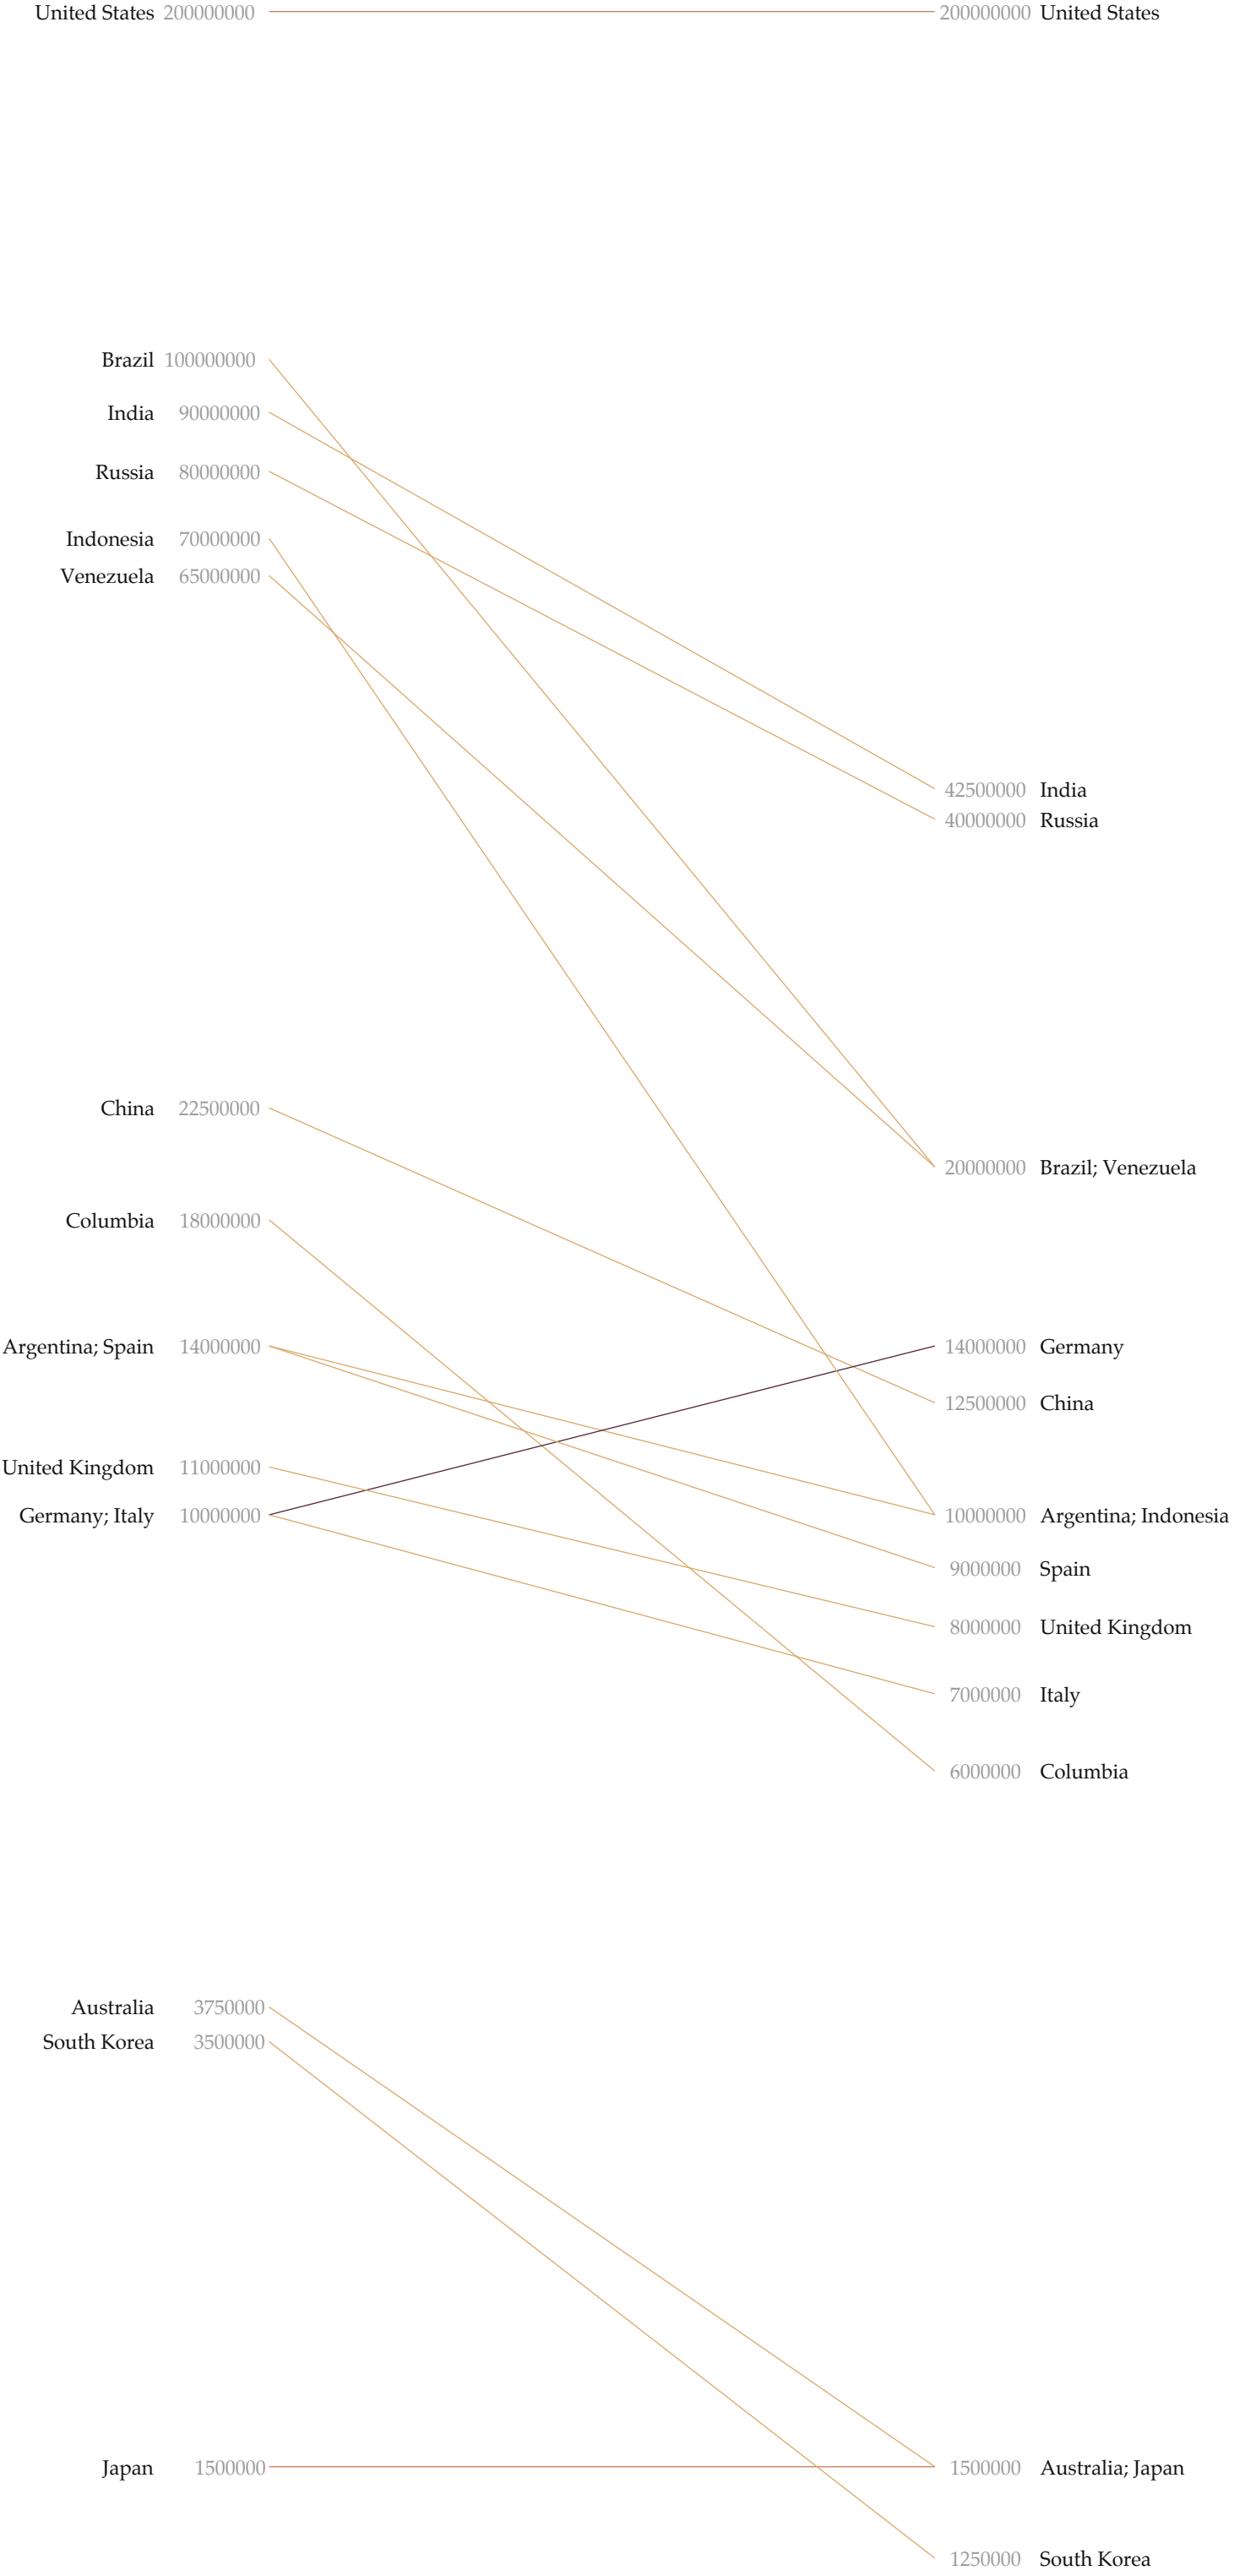 United States 200000000 200000000 United States
Brazil 100000000
India 90000000
Russia 80000000
Indonesia 70000000
Venezuela 65000000
42500000 India
40000000 Russia
China 22500000
20000000 Brazil; Venezuela
Columbia 18000000
Argentina; Spain 14000000 14000000 Germany
12500000 China
United Kingdom 11000000
Germany; Italy 10000000 10000000 Argentina; Indonesia
9000000 Spain
8000000 United Kingdom
7000000 Italy
6000000 Columbia
Australia 3750000
South Korea 3500000
Japan 1500000 1500000 Australia; Japan
1250000 South Korea